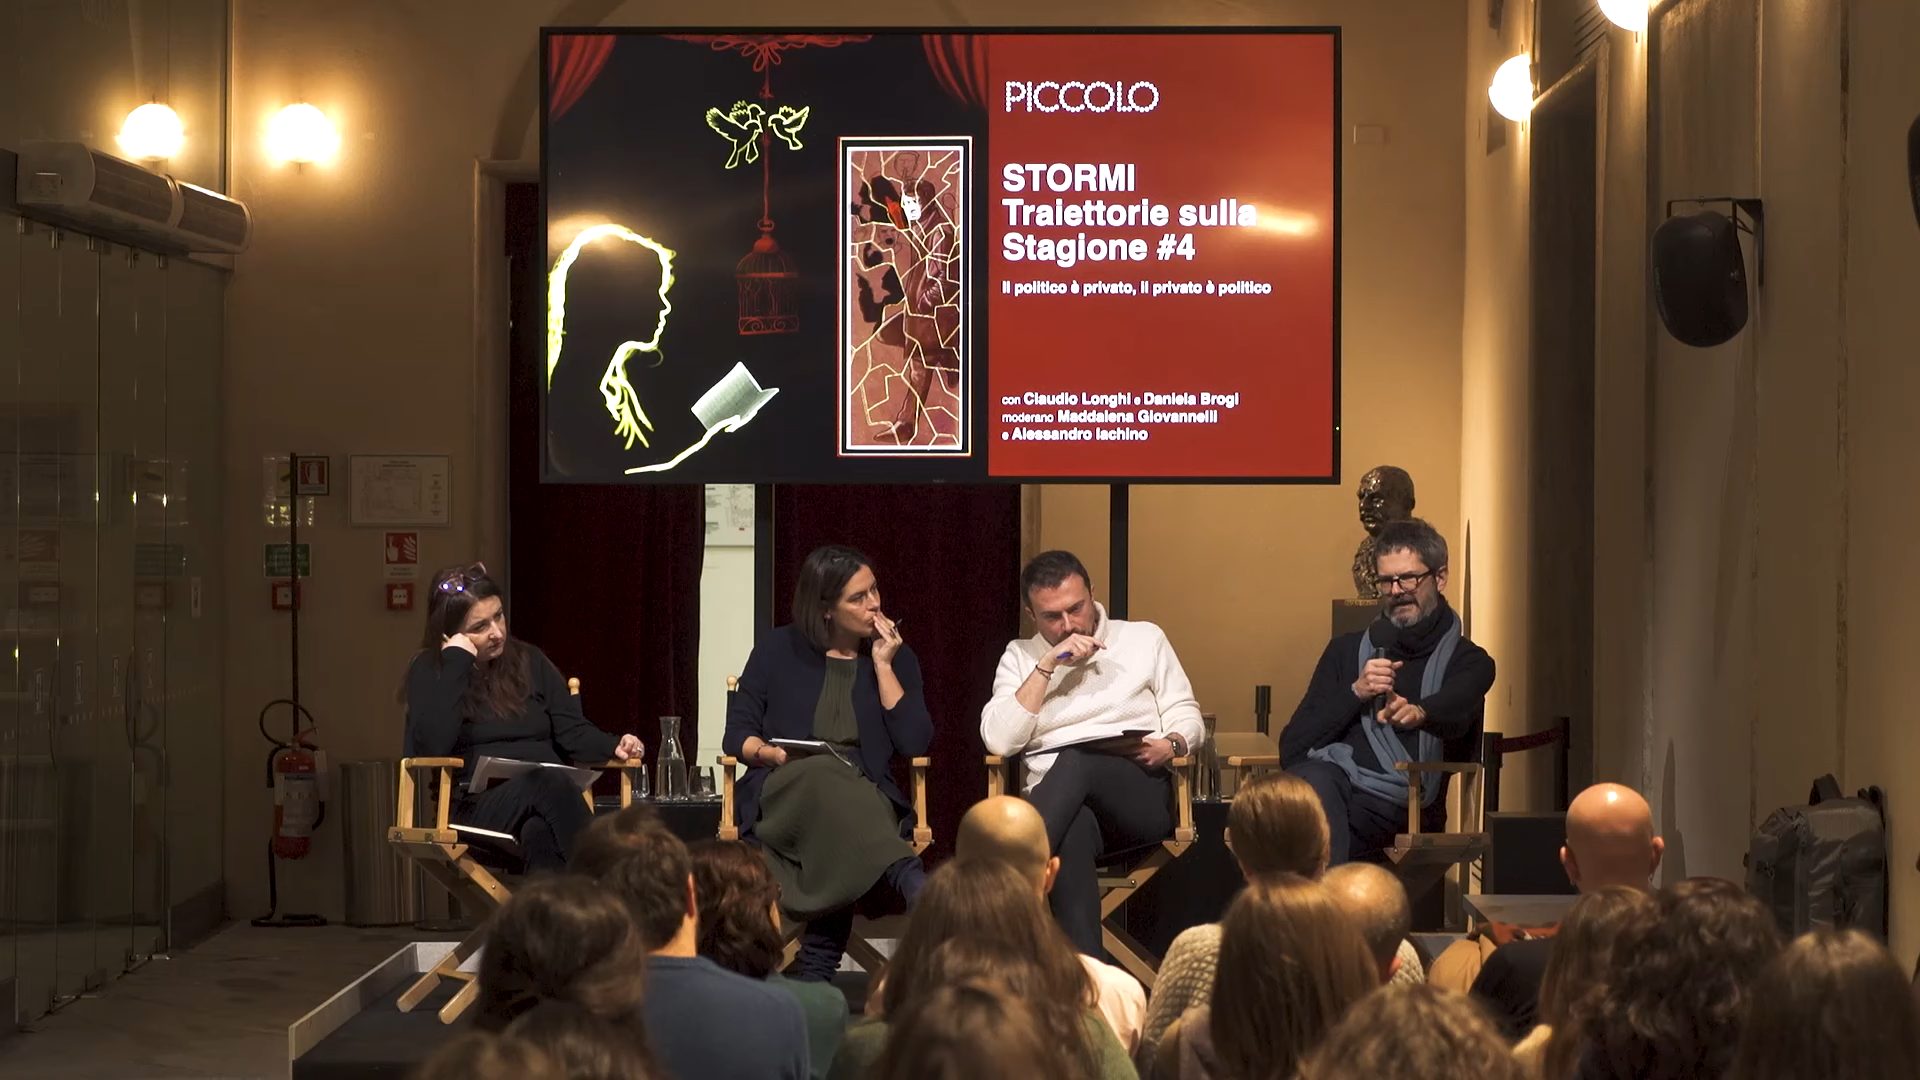 PICCOLO
STORMI
Traiettorie sulla
Stagione #4
Il politico è privato, il privato è politico
con Claudio Longhi e Daniela Brogi
moderano Maddalena Giovannelli
e Alessandro Iachino